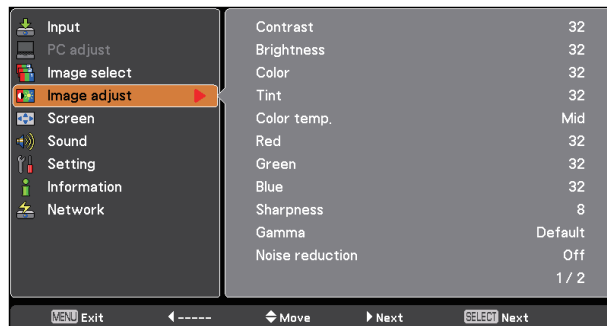 Input
PC adjust
Image select
Image adjust
Screen
Sound
Setting
Information
Network
Contrast 32
Brightness 32
Color 32
Tint 32
Color temp. Mid
Red 32
Green 32
Blue 32
Sharpness 8
Gamma Default
Noise reduction Off
1 / 2
MENU Exit ----- Move Next SELECT Next